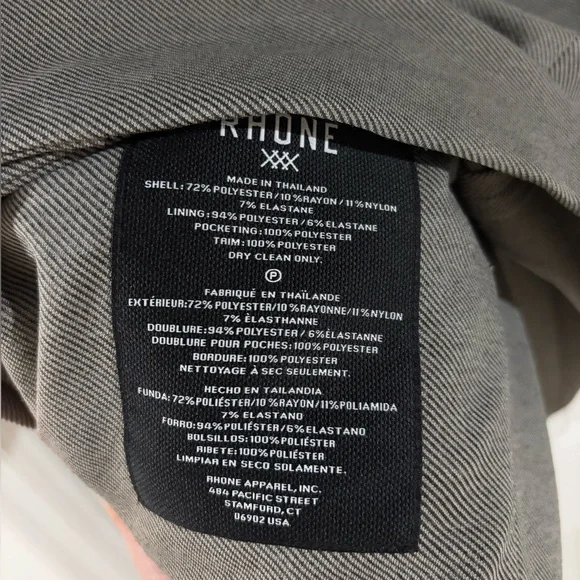 RHONE
MADE IN THAILAND
SHELL: 72% POLYESTER/10% RAYON/11% NYLON
7% ELASTANE
LINING: 94% POLYESTER/6% ELASTANE
POCKETING: 100% POLYESTER
TRIM: 100% POLYESTER
DRY CLEAN ONLY.
P
FABRIQUÉ EN THAÏLANDE
EXTÉRIEUR: 72% POLYESTER/10% RAYONNE/11% NYLON
7% ÉLASTHANNE
DOUBLURE: 94% POLYESTER / 6% ÉLASTANNE
DOUBLURE POUR POCHES: 100% POLYESTER
BORDURE: 100% POLYESTER
NETTOYAGE À SEC SEULEMENT.
HECHO EN TAILANDIA
FUNDA: 72% POLIÉSTER/10% RAYON/11% POLIAMIDA
7% ELASTANO
FORRO: 94% POLIÉSTER/6% ELASTANO
BOLSILLOS: 100% POLIÉSTER
RIBETE: 100% POLIÉSTER
LIMPIAR EN SECO SOLAMENTE.
RHONE APPAREL, INC.
484 PACIFIC STREET
STAMFORD, CT
06902 USA